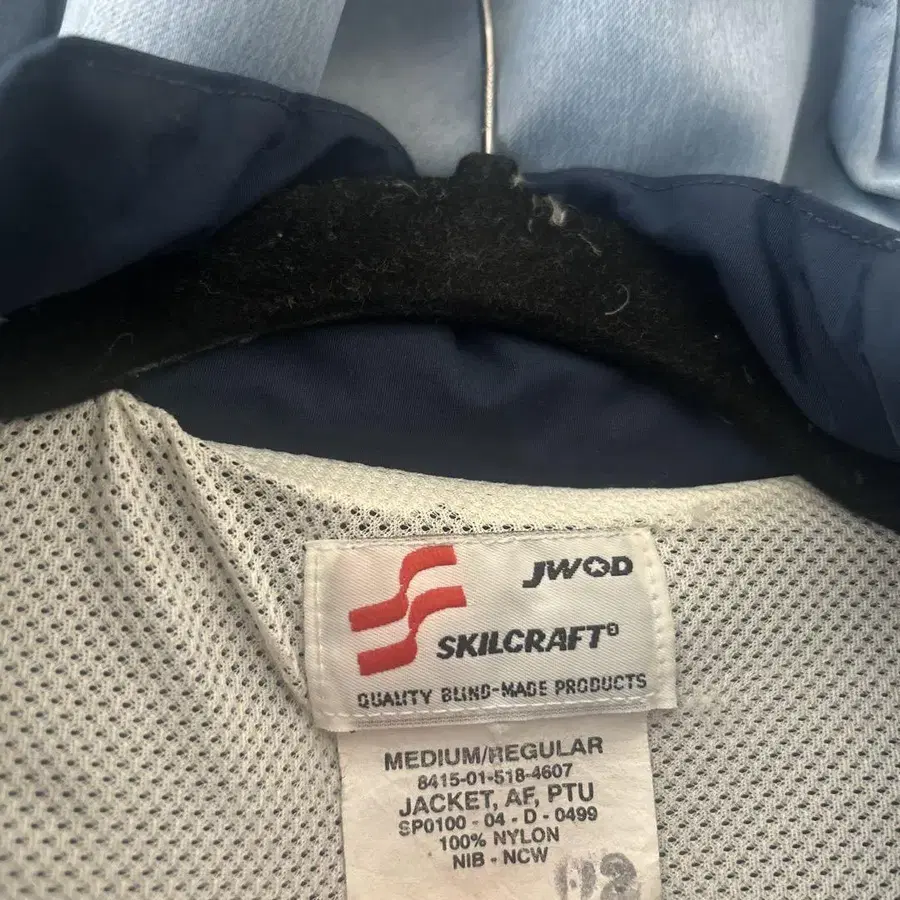 JWOD
SKILCRAFT®
QUALITY BLIND-MADE PRODUCTS
MEDIUM/REGULAR
8415-01-518-4607
JACKET, AF, PTU
SP0100 - 04 - D - 0499
100% NYLON
NIB - NCW